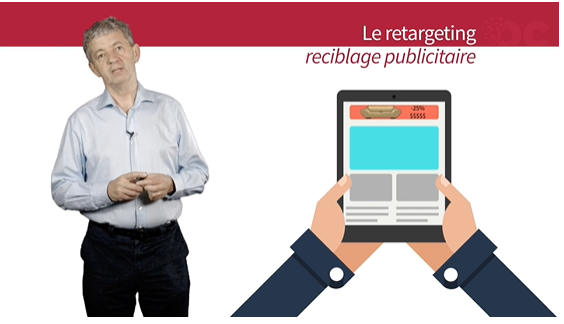 Le retargeting
reciblage publicitaire
-25%
$$$$$